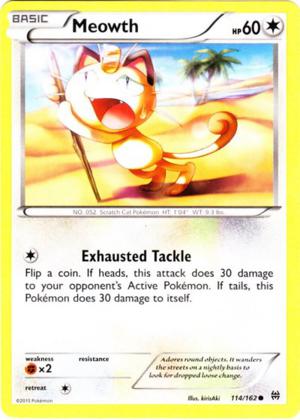 BASIC
Meowth
HP60
NO. 052 Scratch Cat Pokémon HT: 1'04" WT: 9.3 lbs.
Exhausted Tackle
Flip a coin. If heads, this attack does 30 damage
to your opponent's Active Pokémon. If tails, this
Pokémon does 30 damage to itself.
weakness
resistance
×2
retreat
Adores round objects. It wanders
the streets on a nightly basis to
look for dropped loose change.
©2015 Pokémon
Illus. kirisAki
114/162